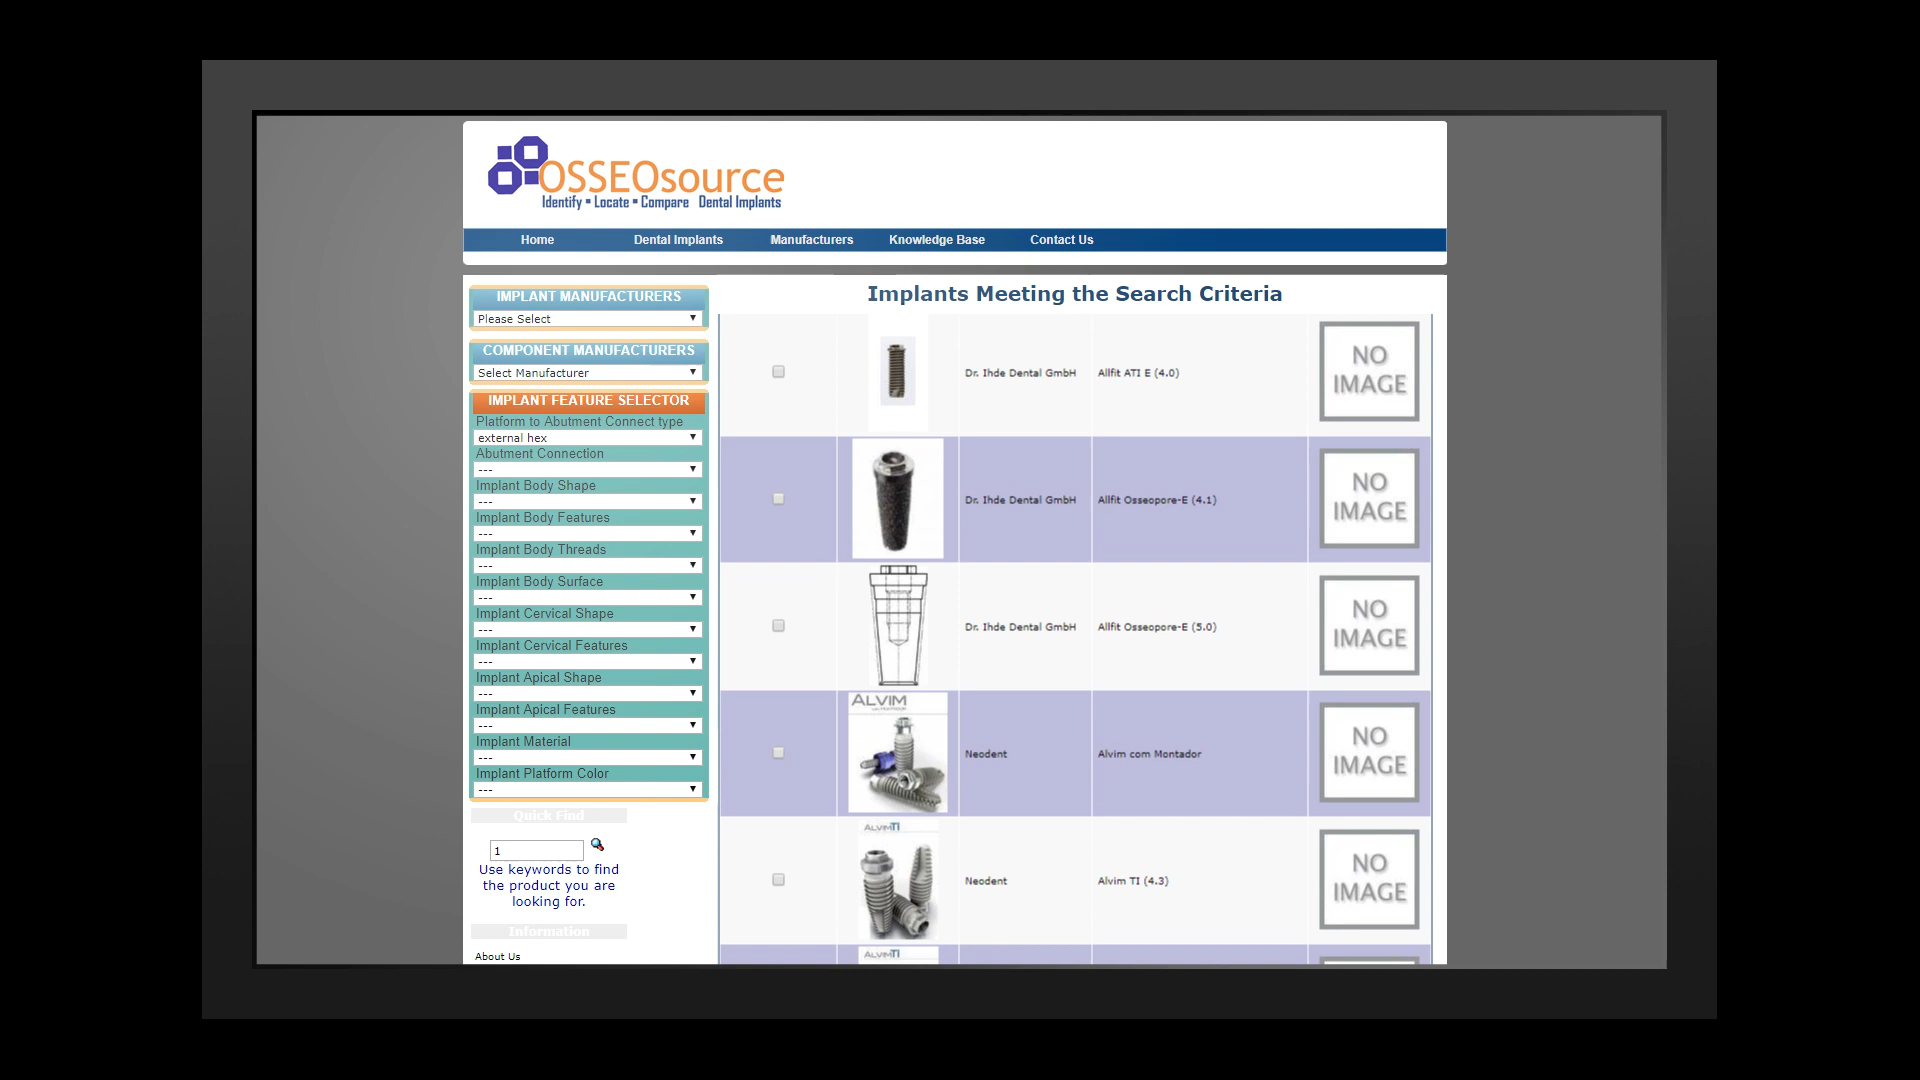 OSSEOsource
Identify ▪ Locate ▪ Compare Dental Implants
Home Dental Implants Manufacturers Knowledge Base Contact Us
IMPLANT MANUFACTURERS
Please Select
COMPONENT MANUFACTURERS
Select Manufacturer
IMPLANT FEATURE SELECTOR
Platform to Abutment Connect type
external hex
Abutment Connection
---
Implant Body Shape
---
Implant Body Features
---
Implant Body Threads
---
Implant Body Surface
---
Implant Cervical Shape
---
Implant Cervical Features
---
Implant Apical Shape
---
Implant Apical Features
---
Implant Material
---
Implant Platform Color
---
Quick Find
1
Use keywords to find
the product you are
looking for.
Information
About Us
Implants Meeting the Search Criteria
Dr. Ihde Dental GmbH Allfit ATI E (4.0)
NO
IMAGE
Dr. Ihde Dental GmbH Allfit Osseopore-E (4.1)
NO
IMAGE
Dr. Ihde Dental GmbH Allfit Osseopore-E (5.0)
NO
IMAGE
ALVIM
Neodent Alvim com Montador
NO
IMAGE
ALVIMTI
Neodent Alvim TI (4.3)
NO
IMAGE
ALVIMTI